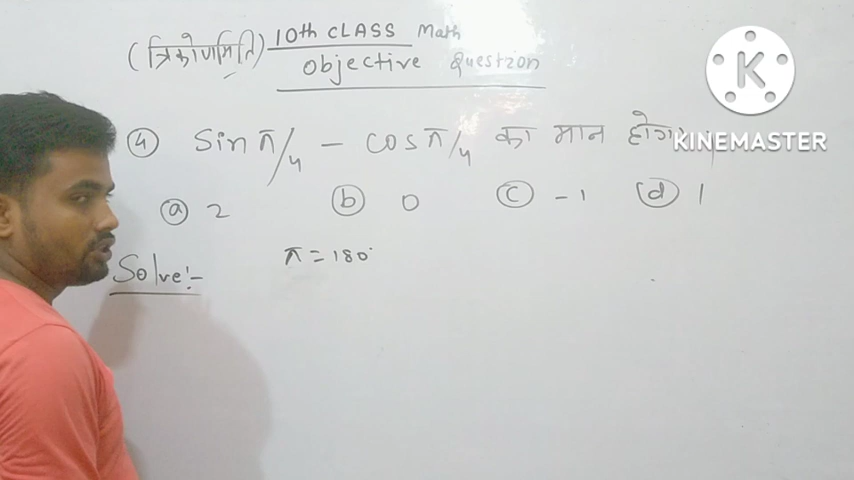 (त्रिकोणमिति) 10th CLASS Math
Objective Question
④ Sin π/4 - cos π/4 का मान होगा।
ⓐ 2 ⓑ 0 ⓒ -1 ⓓ 1
Solve:- π = 180°
K
KINEMASTER